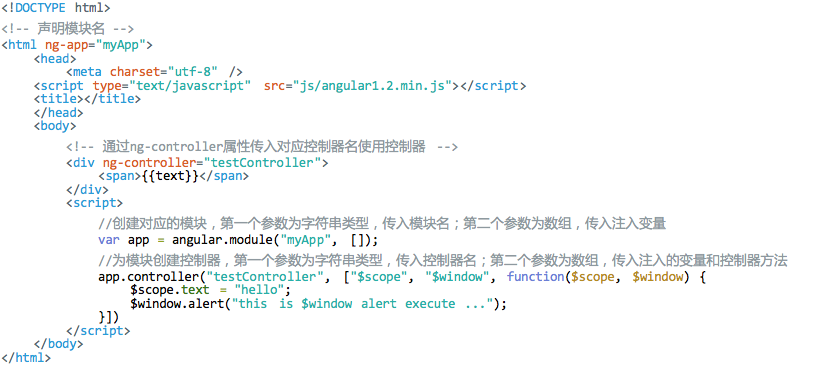 <!DOCTYPE html>
<!-- 声明模块名 -->
<html ng-app="myApp">
    <head>
        <meta charset="utf-8" />
    <script type="text/javascript" src="js/angular1.2.min.js"></script>
    <title></title>
    </head>
    <body>
        <!-- 通过ng-controller属性传入对应控制器名使用控制器 -->
        <div ng-controller="testController">
            <span>{{text}}</span>
        </div>
        <script>
            //创建对应的模块，第一个参数为字符串类型，传入模块名；第二个参数为数组，传入注入变量
            var app = angular.module("myApp", []);
            //为模块创建控制器，第一个参数为字符串类型，传入控制器名；第二个参数为数组，传入注入的变量和控制器方法
            app.controller("testController", ["$scope", "$window", function($scope, $window) {
                $scope.text = "hello";
                $window.alert("this is $window alert execute ...");
            }])
        </script>
    </body>
</html>